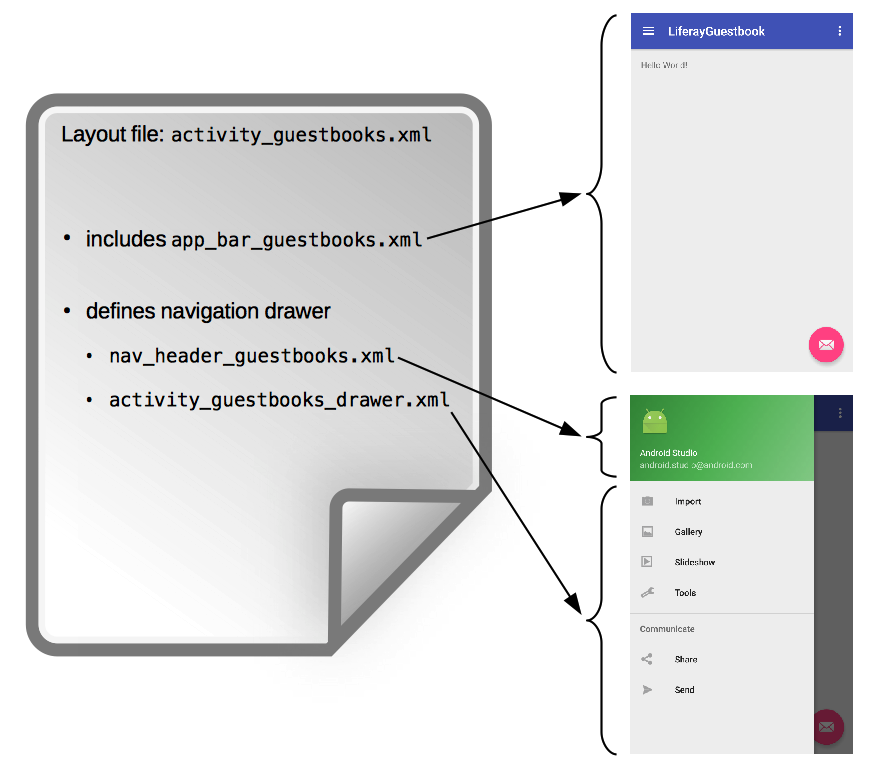 Layout file: activity_guestbooks.xml
• includes app_bar_guestbooks.xml
• defines navigation drawer
• nav_header_guestbooks.xml
• activity_guestbooks_drawer.xml
LiferayGuestbook
Hello World!
Android Studio
android.studio@android.com
Import
Gallery
Slideshow
Tools
Communicate
Share
Send